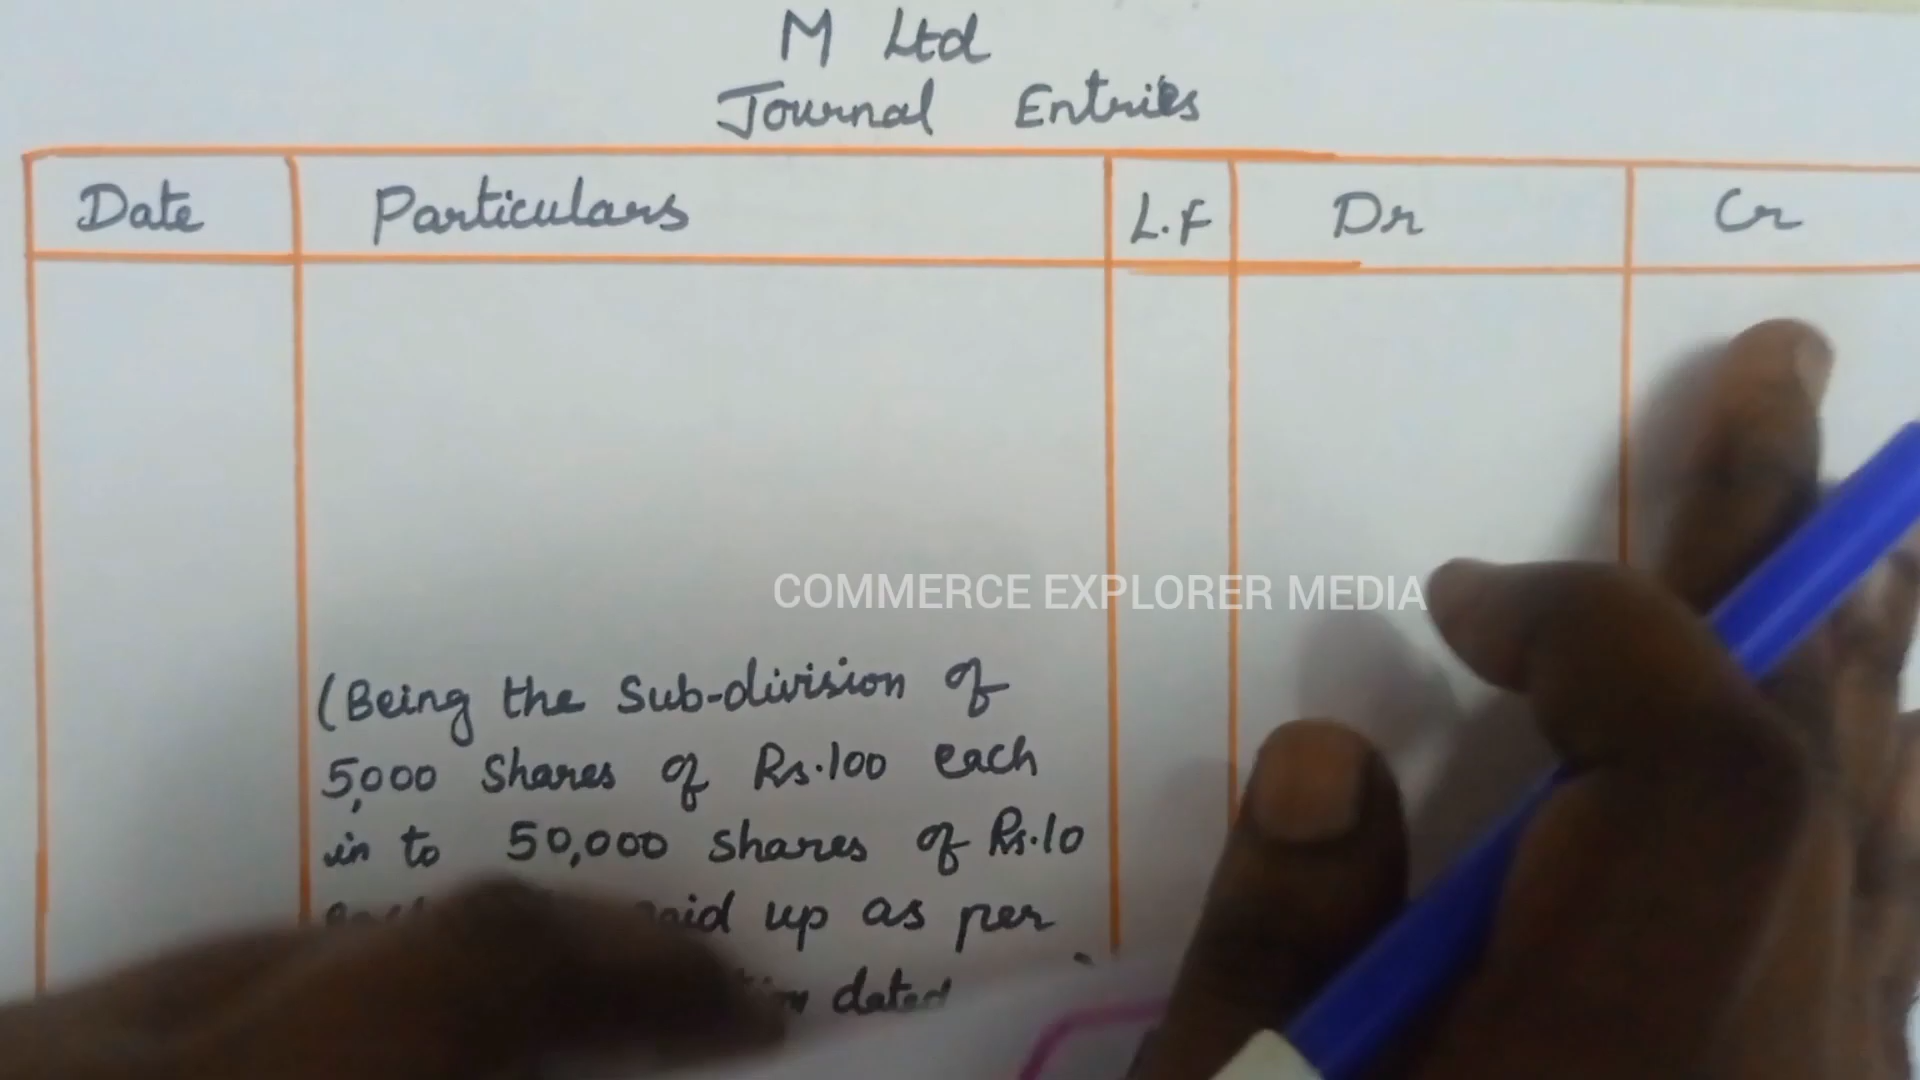 M Ltd
Journal Entries
Date Particulars L.F Dr Cr
COMMERCE EXPLORER MEDIA
(Being the Sub-division of
5,000 Shares of Rs.100 each
in to 50,000 shares of Rs.10
paid up as per
dated